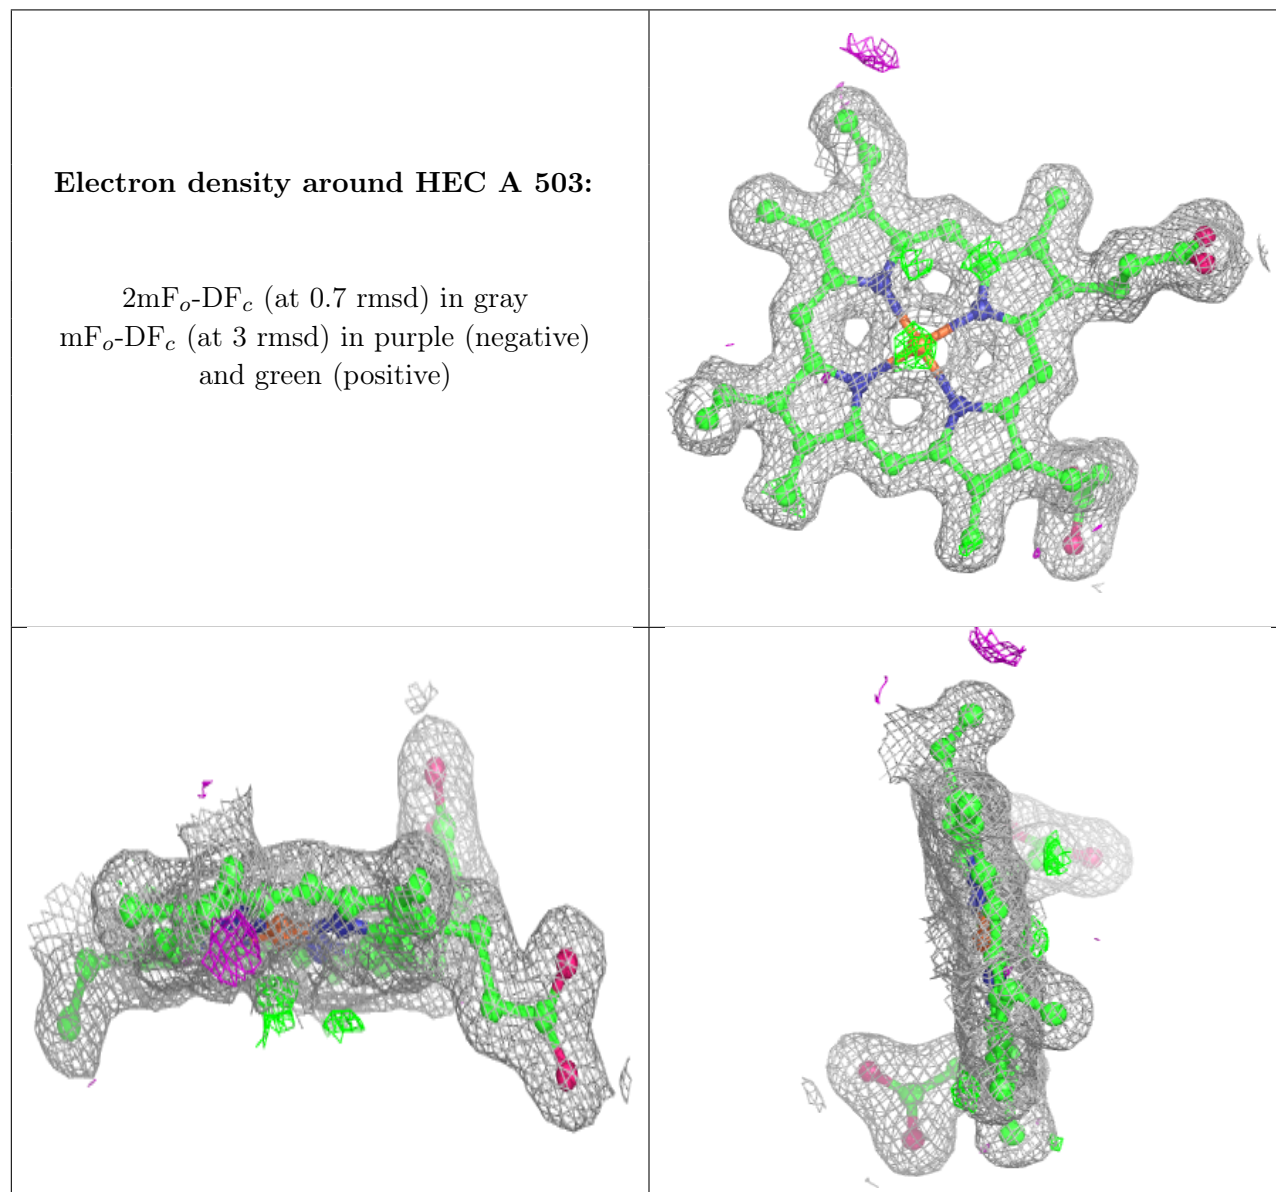 Electron density around HEC A 503:
2mFo-DFc (at 0.7 rmsd) in gray
mFo-DFc (at 3 rmsd) in purple (negative)
and green (positive)